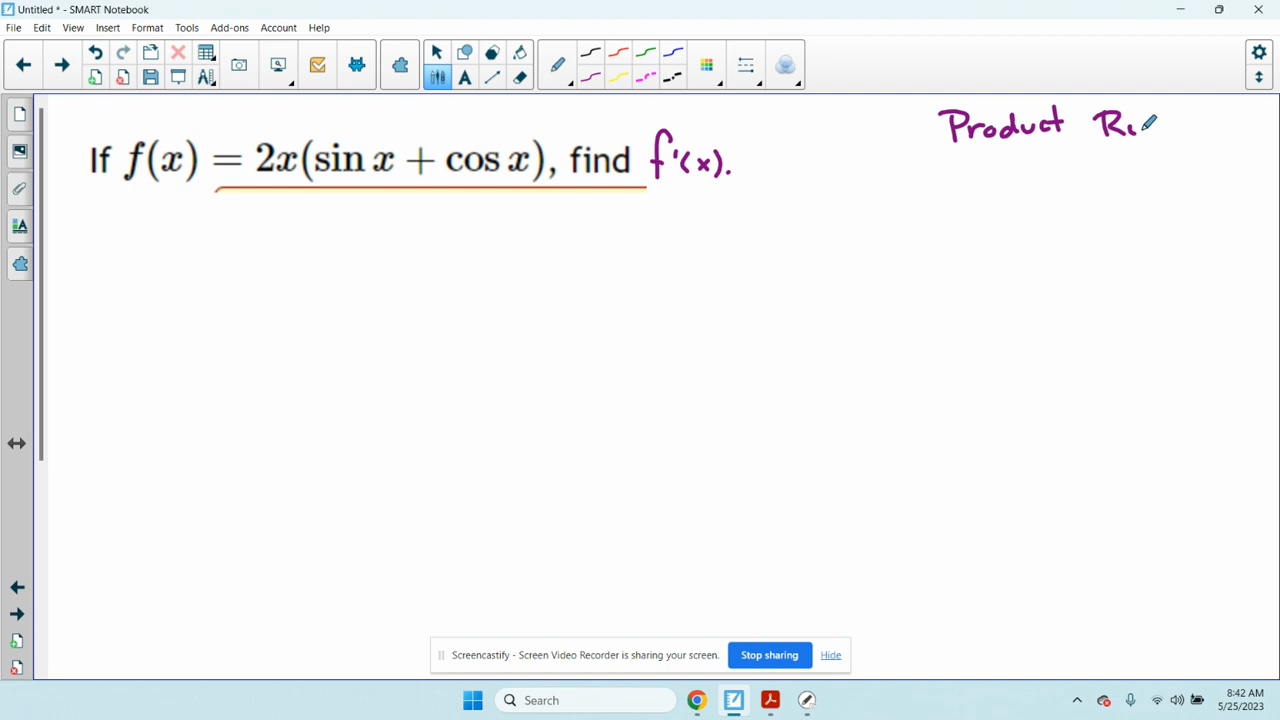 Untitled * - SMART Notebook
File Edit View Insert Format Tools Add-ons Account Help
Product Ru
If f(x) = 2x(sin x + cos x), find f'(x).
Screencastify - Screen Video Recorder is sharing your screen. Stop sharing Hide
Search
8:42 AM
5/25/2023